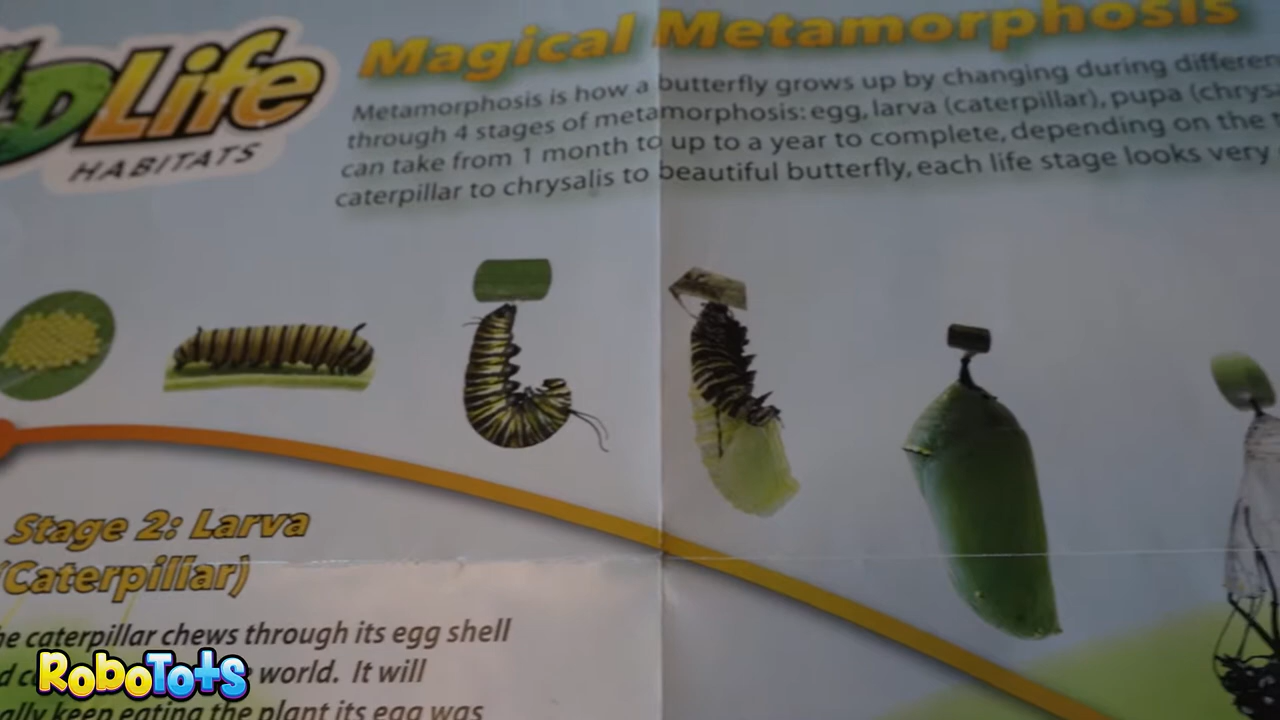 Life
HABITATS
Magical Metamorphosis
Metamorphosis is how a butterfly grows up by changing during
through 4 stages of metamorphosis: egg, larva (caterpillar), pupa
can take from 1 month to up to a year to complete, depending on the
caterpillar to chrysalis to beautiful butterfly, each life stage looks very
Stage 2: Larva
(Caterpillar)
caterpillar chews through its egg shell
world. It will
keep eating the plant its egg was
RoboTots